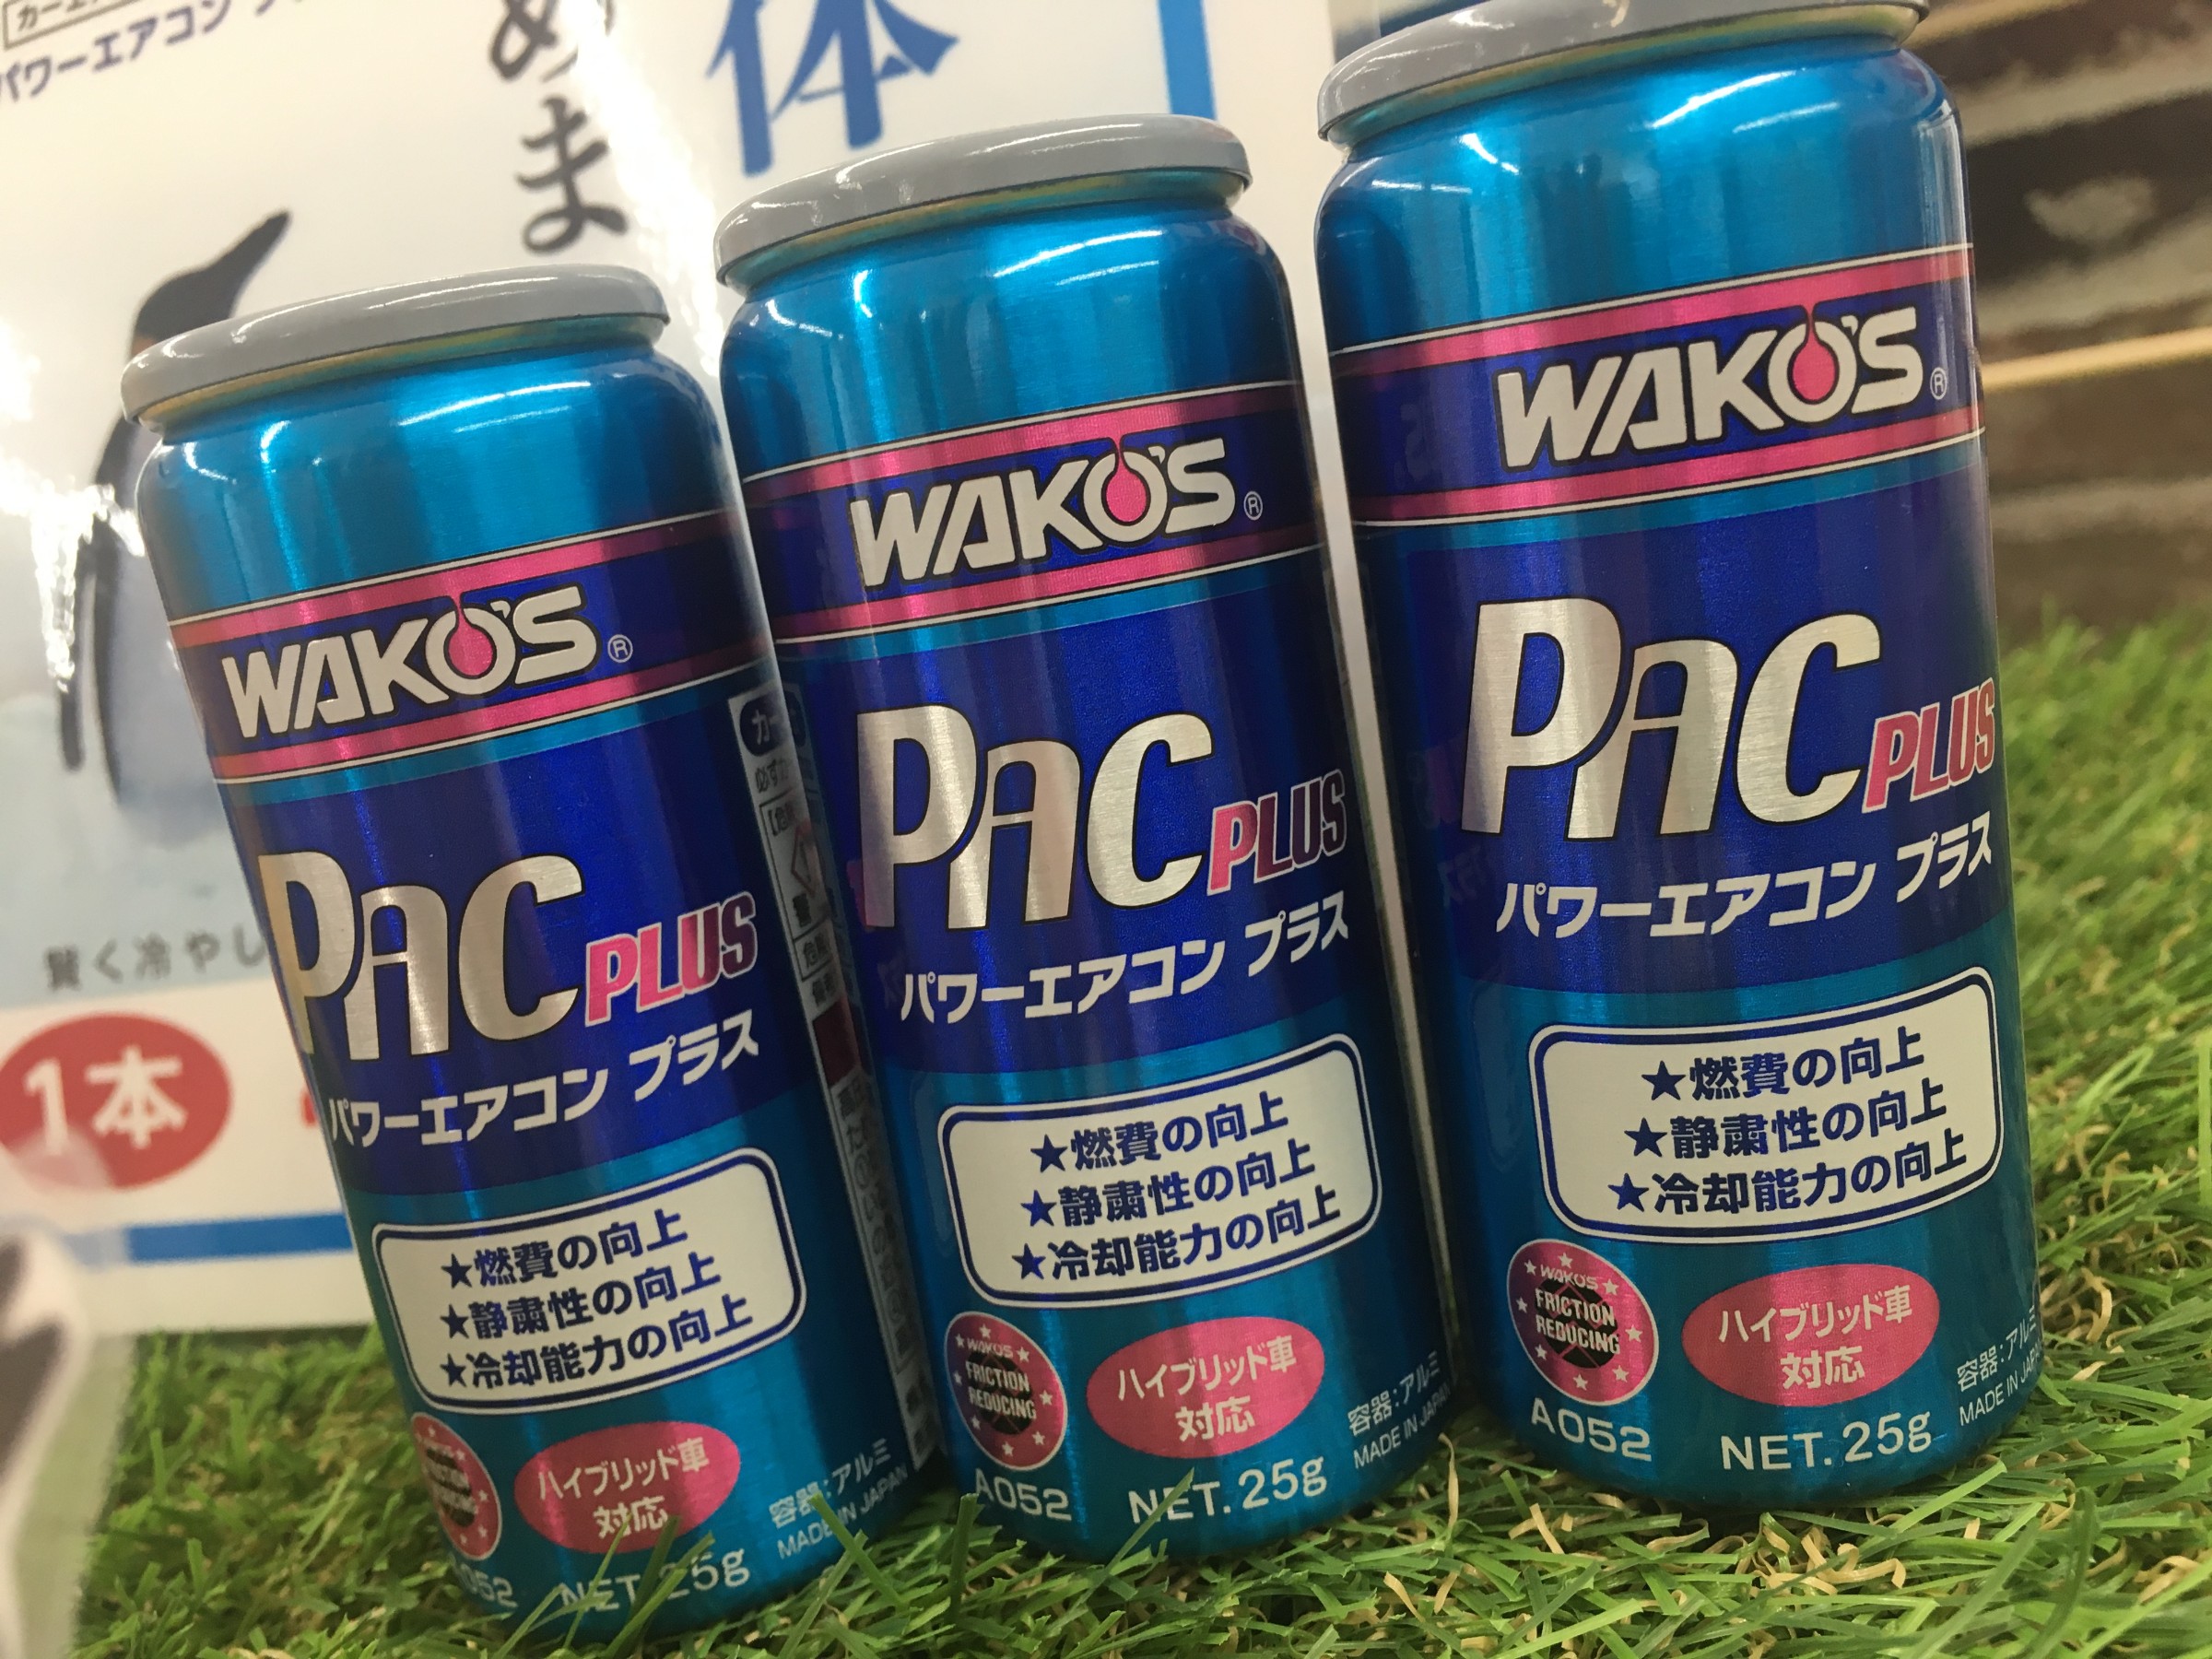 パワーエアコン
めま
体
賢く冷やし
1本
WAKO'S®
PAC PLUS
パワーエアコン プラス
★燃費の向上
★静粛性の向上
★冷却能力の向上
ハイブリッド車
対応
NET. 25g
容器:アルミ
MADE IN JAPAN
WAKO'S®
PAC PLUS
パワーエアコン プラス
★燃費の向上
★静粛性の向上
★冷却能力の向上
WAKO'S
FRICTION
REDUCING
ハイブリッド車
対応
A052
NET. 25g
容器:アルミ
MADE IN JAPAN
WAKO'S®
PAC PLUS
パワーエアコン プラス
★燃費の向上
★静粛性の向上
★冷却能力の向上
WAKO'S
FRICTION
REDUCING
ハイブリッド車
対応
A052
NET. 25g
容器:アルミ
MADE IN JAPAN